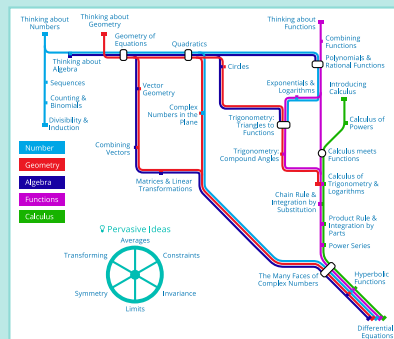 Thinking about
Numbers
Thinking about
Geometry
Geometry of
Equations
Quadratics
Thinking about
Functions
Combining
Functions
Polynomials &
Rational Functions
Thinking about
Algebra
Circles
Sequences
Counting &
Binomials
Divisibility &
Induction
Vector
Geometry
Complex
Numbers in the
Plane
Exponentials &
Logarithms
Introducing
Calculus
Trigonometry:
Triangles to
Functions
Calculus
of Powers
Combining
Vectors
Trigonometry:
Compound Angles
Calculus meets
Functions
Matrices & Linear
Transformations
Calculus of
Trigonometry &
Logarithms
Chain Rule &
Integration by
Substitution
Product Rule &
Integration by
Parts
Power Series
Number
Geometry
Algebra
Functions
Calculus
Pervasive Ideas
Averages
Transforming
Constraints
Symmetry
Invariance
Limits
The Many Faces of
Complex Numbers
Hyperbolic
Functions
Differential
Equations